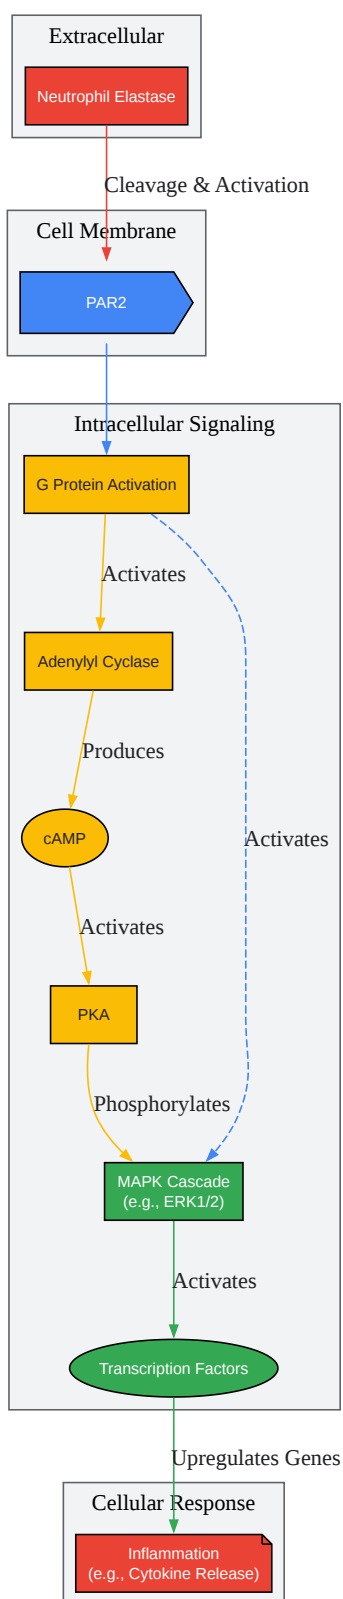 Extracellular
Neutrophil Elastase
Cleavage & Activation
Cell Membrane
PAR2
Intracellular Signaling
G Protein Activation
Activates
Adenylyl Cyclase
Produces
cAMP
Activates
Activates
PKA
Phosphorylates
MAPK Cascade
(e.g., ERK1/2)
Activates
Transcription Factors
Upregulates Genes
Cellular Response
Inflammation
(e.g., Cytokine Release)